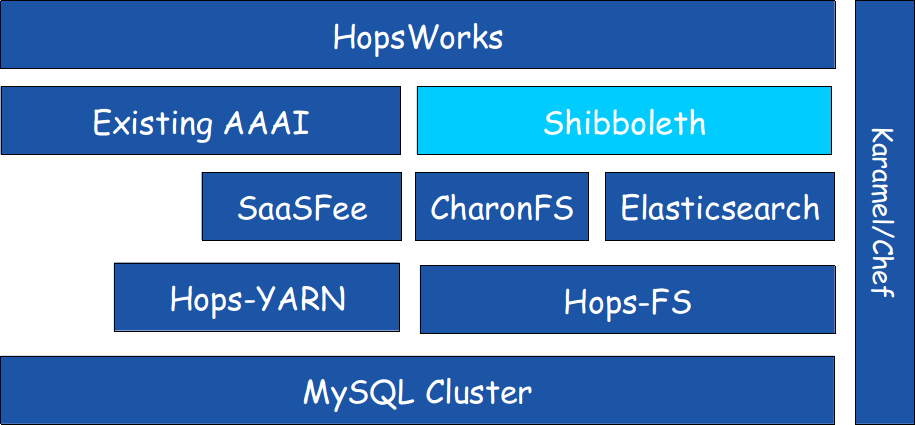 HopsWorks
Existing AAAI
Shibboleth
SaaSFee
CharonFS
Elasticsearch
Hops-YARN
Hops-FS
MySQL Cluster
Karamel/Chef